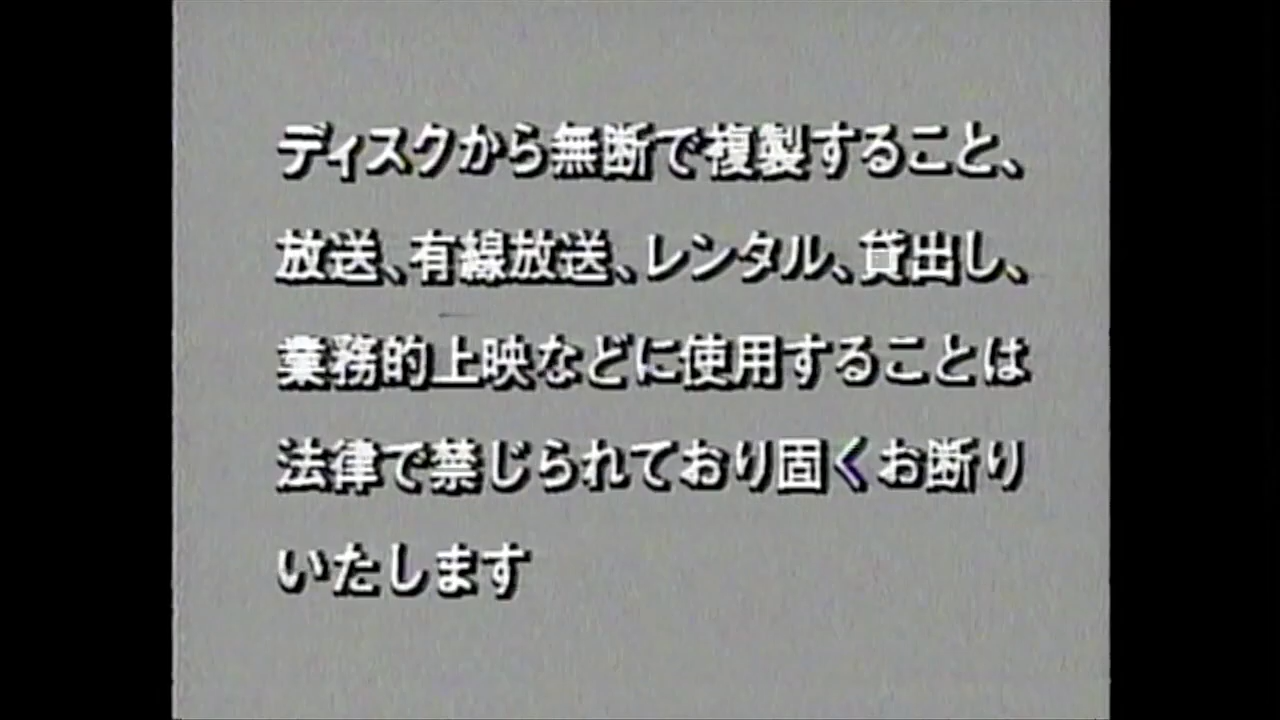 ディスクから無断で複製すること、
放送、有線放送、レンタル、貸出し、
業務的上映などに使用することは
法律で禁じられており固くお断り
いたします